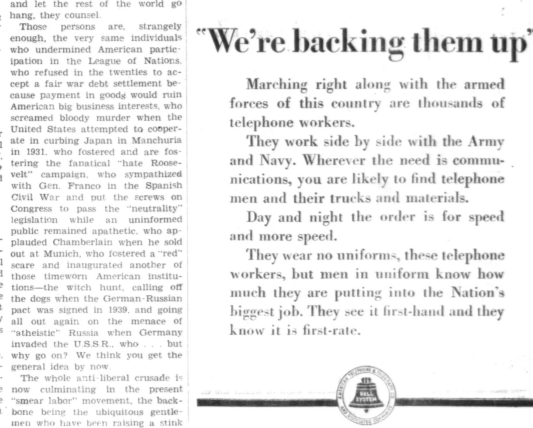 and let the rest of the world go
hang, they counsel.
Those persons are, strangely
enough, the very same individuals
who undermined American partic-
ipation in the League of Nations,
who refused in the twenties to ac-
cept a fair war debt settlement be-
cause payment in goods would ruin
American big business interests, who
screamed bloody murder when the
United States attempted to cooper-
ate in curbing Japan in Manchuria
in 1931, who fostered and are fos-
tering the fanatical "hate Roose-
velt" campaign, who sympathized
with Gen. Franco in the Spanish
Civil War and put the screws on
Congress to pass the "neutrality"
legislation while an uninformed
public remained apathetic, who ap-
plauded Chamberlain when he sold
out at Munich, who fostered a "red"
scare and inaugurated another of
those timeworn American institu-
tions—the witch hunt, calling off
the dogs when the German-Russian
pact was signed in 1939, and going
all out again on the menace of
"atheistic" Russia when Germany
invaded the U.S.S.R., who . . . but
why go on? We think you get the
general idea by now.
The whole anti-liberal crusade is
now culminating in the present
"smear labor" movement, the back-
bone being the ubiquitous gentle-
men who have been raising a stink
"We're backing them up"
Marching right along with the armed
forces of this country are thousands of
telephone workers.
They work side by side with the Army
and Navy. Wherever the need is commu-
nications, you are likely to find telephone
men and their trucks and materials.
Day and night the order is for speed
and more speed.
They wear no uniforms, these telephone
workers, but men in uniform know how
much they are putting into the Nation's
biggest job. They see it first-hand and they
know it is first-rate.
BELL
SYSTEM